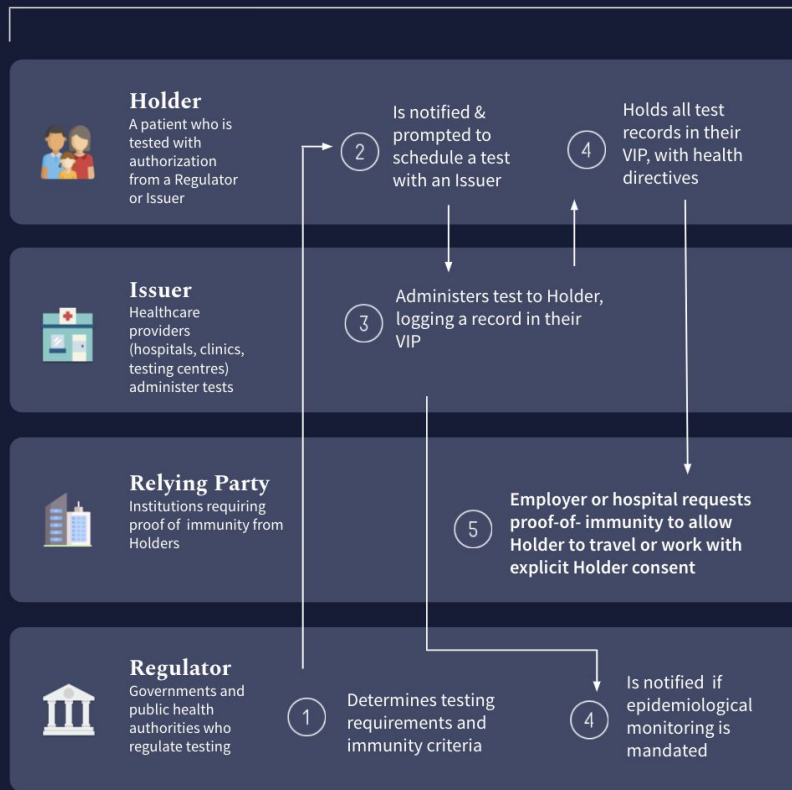 Holder
A patient who is
tested with
authorization
from a Regulator
or Issuer
2
Is notified &
prompted to
schedule a test
with an Issuer
4
Holds all test
records in their
VIP, with health
directives
Issuer
Healthcare
providers
(hospitals, clinics,
testing centres)
administer tests
3
Administers test to Holder,
logging a record in their
VIP
Relying Party
Institutions requiring
proof of immunity from
Holders
5
Employer or hospital requests
proof-of- immunity to allow
Holder to travel or work with
explicit Holder consent
Regulator
Governments and
public health
authorities who
regulate testing
1
Determines testing
requirements and
immunity criteria
4
Is notified if
epidemiological
monitoring is
mandated